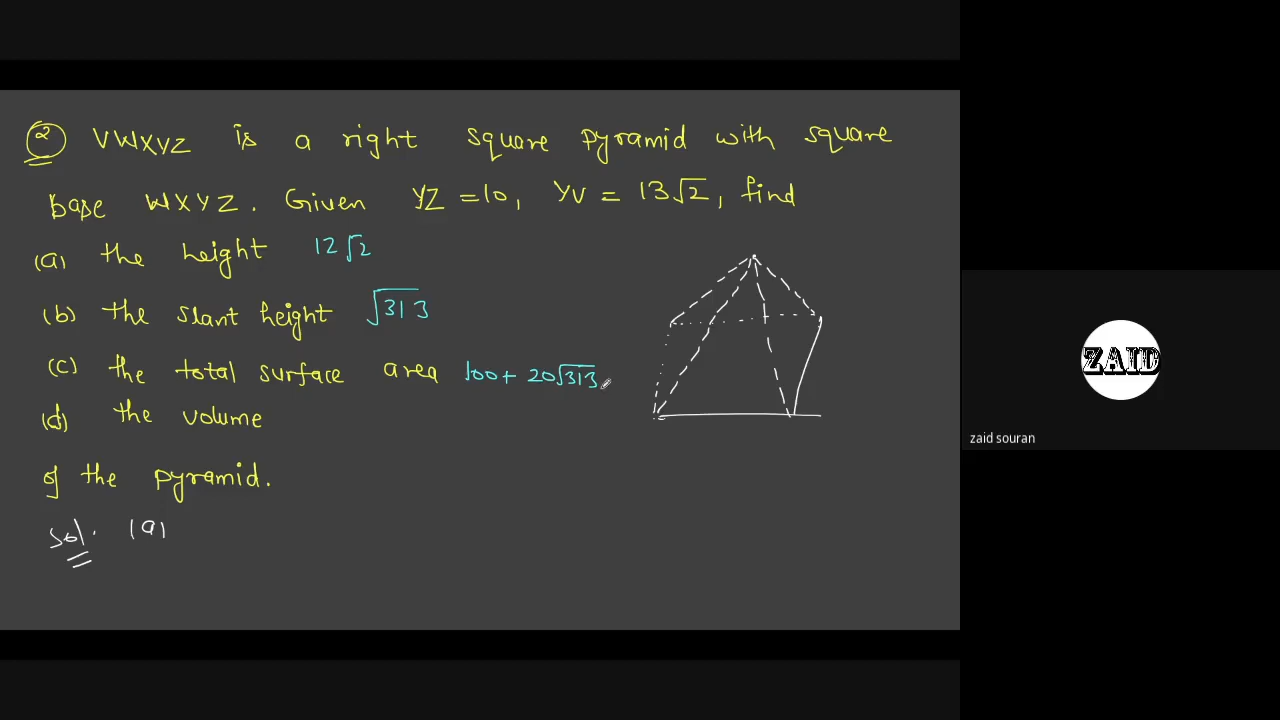 ② VWXYZ is a right square pyramid with square
base WXYZ. Given YZ = 10, YV = 13√2, find
(a) the height 12√2
(b) the slant height √313
(c) the total surface area 100 + 20√313
(d) the volume
of the pyramid.
Sol. (a)
ZAID
zaid souran